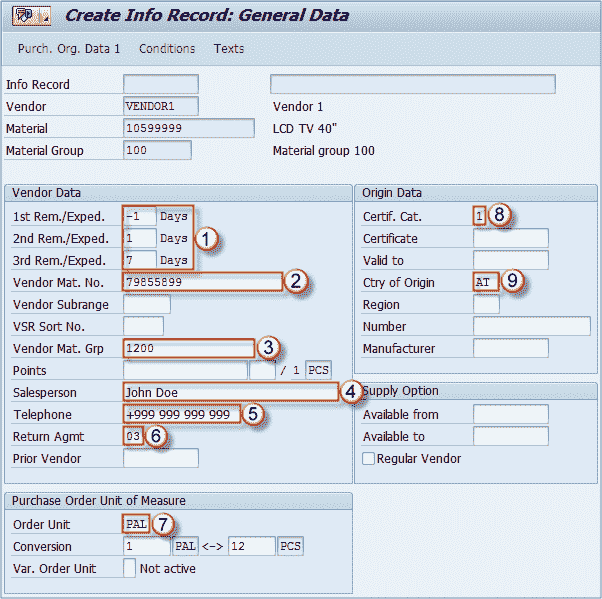 Create Info Record: General Data
Purch. Org. Data 1 Conditions Texts
Info Record
Vendor VENDOR1 Vendor 1
Material 10599999 LCD TV 40"
Material Group 100 Material group 100
Vendor Data
1st Rem./Exped. -1 Days
2nd Rem./Exped. 1 Days 1
3rd Rem./Exped. 7 Days
Vendor Mat. No. 79855899 2
Vendor Subrange
VSR Sort No.
Vendor Mat. Grp 1200 3
Points / 1 PCS
Salesperson John Doe 4
Telephone +999 999 999 999 5
Return Agmt 03 6
Prior Vendor
Origin Data
Certif. Cat. 1 8
Certificate
Valid to
Ctry of Origin AT 9
Region
Number
Manufacturer
Supply Option
Available from
Available to
Regular Vendor
Purchase Order Unit of Measure
Order Unit PAL 7
Conversion 1 PAL <-> 12 PCS
Var. Order Unit Not active